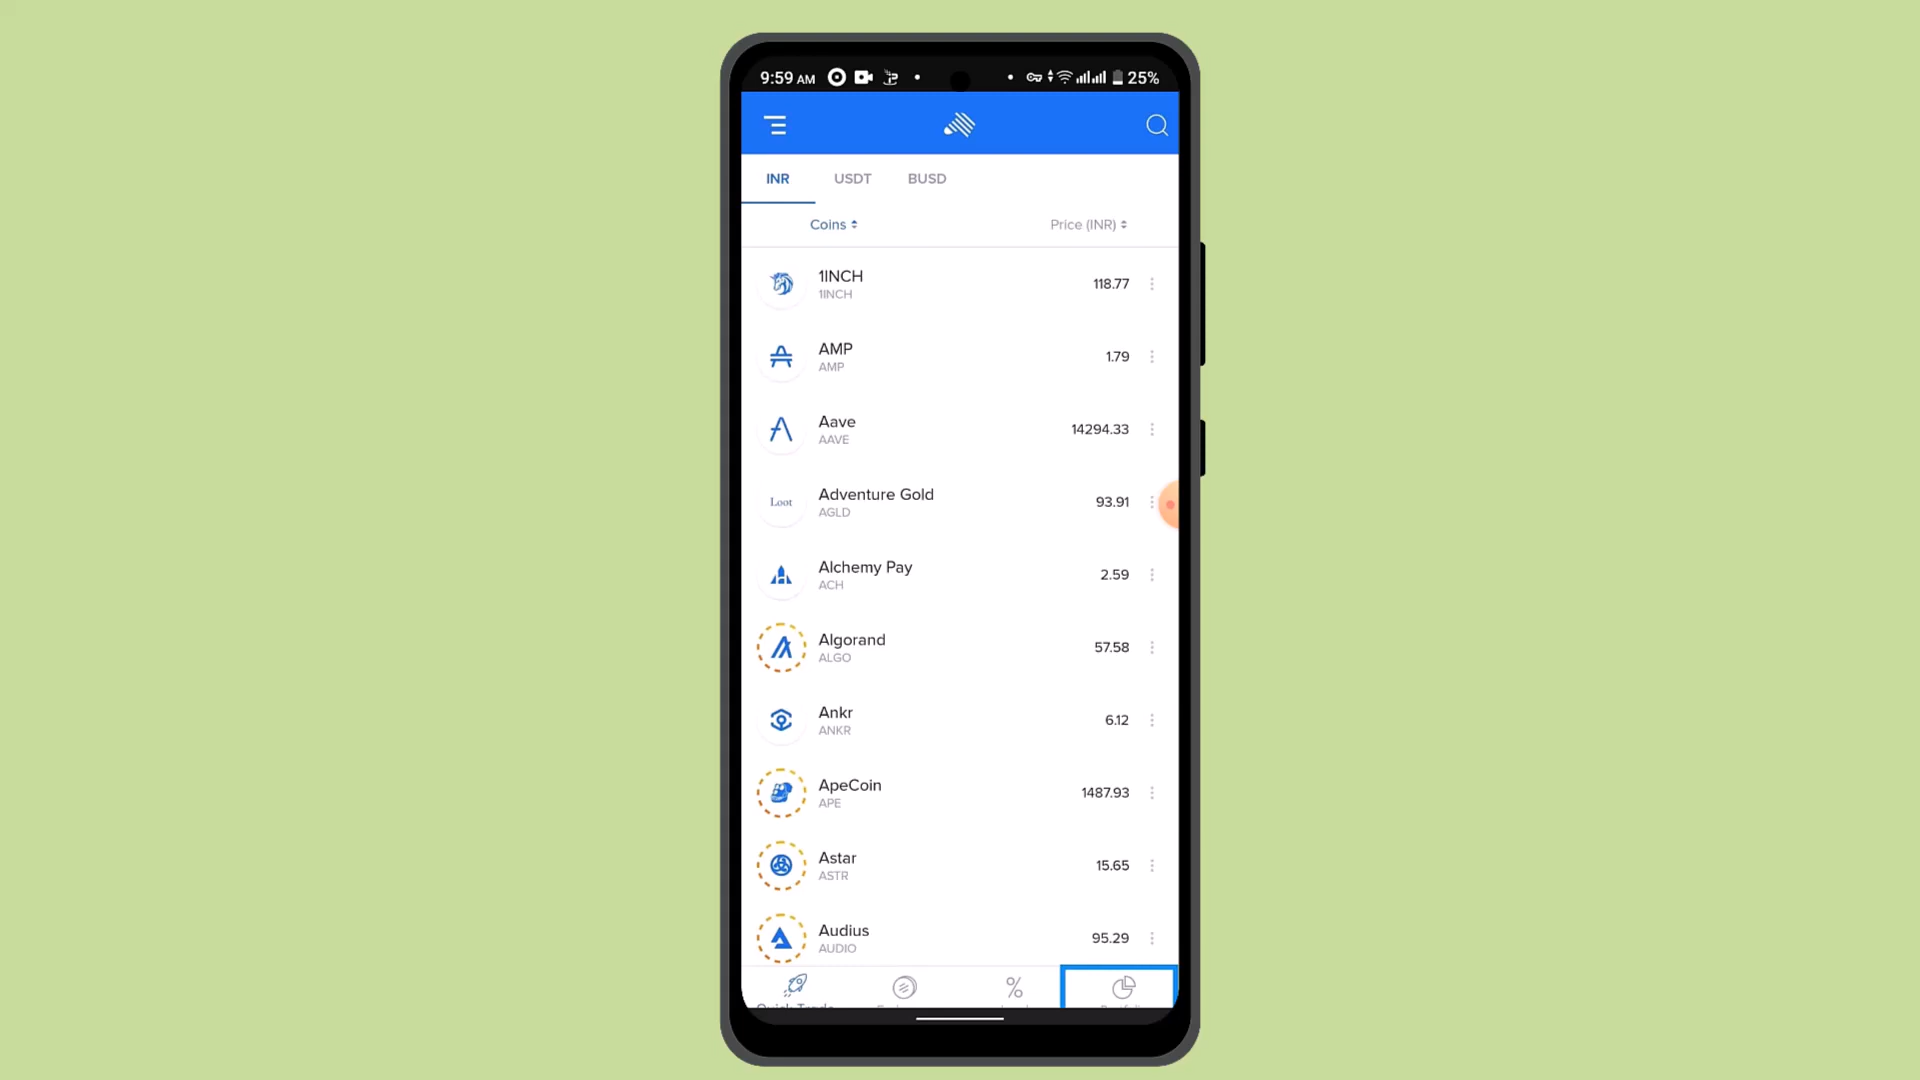 9:59 AM 25%
INR USDT BUSD
Coins Price (INR)
1INCH 118.77
1INCH
AMP 1.79
AMP
Aave 14294.33
AAVE
Loot Adventure Gold 93.91
AGLD
Alchemy Pay 2.59
ACH
Algorand 57.58
ALGO
Ankr 6.12
ANKR
ApeCoin 1487.93
APE
Astar 15.65
ASTR
Audius 95.29
AUDIO
Quick Trade